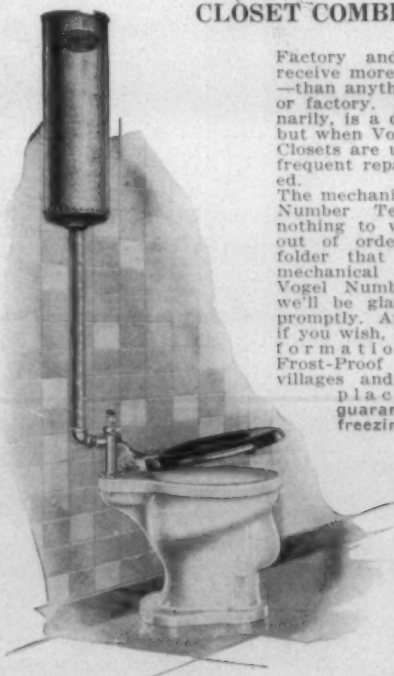 CLOSET COMB
Factory and
receive more
—than anyth
or factory.
narily, is a
but when Vo
Closets are u
frequent repa
ed.
The mechani
Number Te
nothing to
out of orde
folder that
mechanical
Vogel Numb
we'll be gla
promptly. A
if you wish,
formatio
Frost-Proof
villages and
plac
guaran
freezin